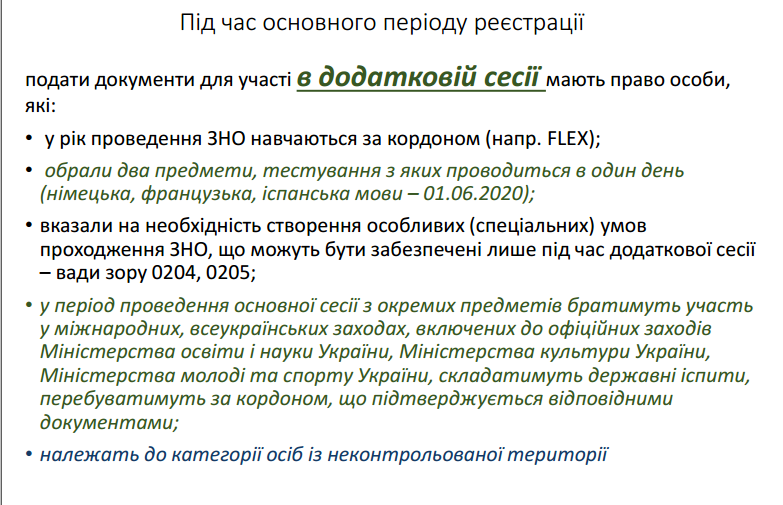 Під час основного періоду реєстрації
подати документи для участі в додатковій сесії мають право особи,
які:
• у рік проведення ЗНО навчаються за кордоном (напр. FLEX);
• обрали два предмети, тестування з яких проводиться в один день
(німецька, французька, іспанська мови – 01.06.2020);
• вказали на необхідність створення особливих (спеціальних) умов
проходження ЗНО, що можуть бути забезпечені лише під час додаткової сесії
– вади зору 0204, 0205;
• у період проведення основної сесії з окремих предметів братимуть участь
у міжнародних, всеукраїнських заходах, включених до офіційних заходів
Міністерства освіти і науки України, Міністерства культури України,
Міністерства молоді та спорту України, складатимуть державні іспити,
перебуватимуть за кордоном, що підтверджується відповідними
документами;
• належать до категорії осіб із неконтрольованої території